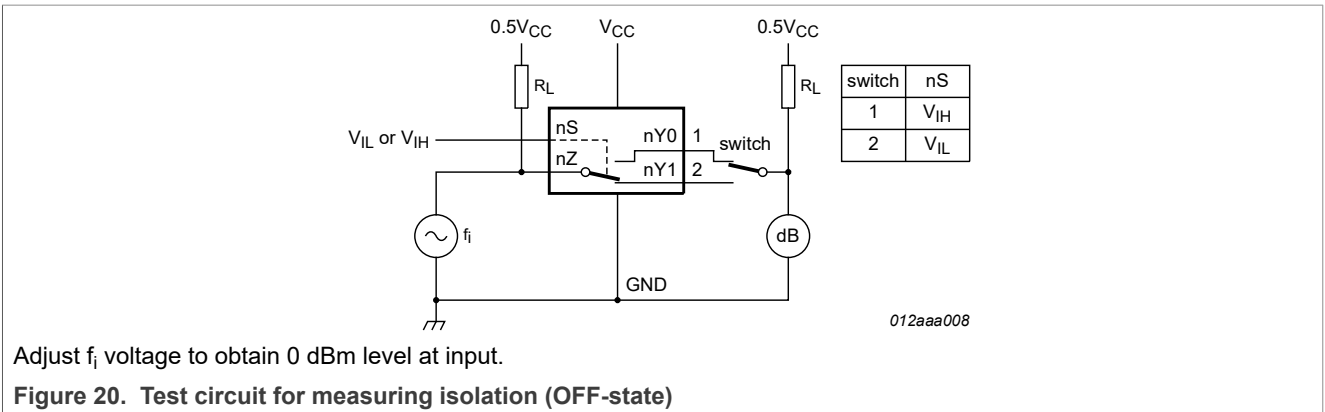 0.5VCC VCC 0.5VCC
RL RL
switch nS
1 VIH
2 VIL
VIL or VIH nS nY0 1 switch
nZ nY1 2
fi dB
GND
012aaa008
Adjust fi voltage to obtain 0 dBm level at input.
Figure 20. Test circuit for measuring isolation (OFF-state)